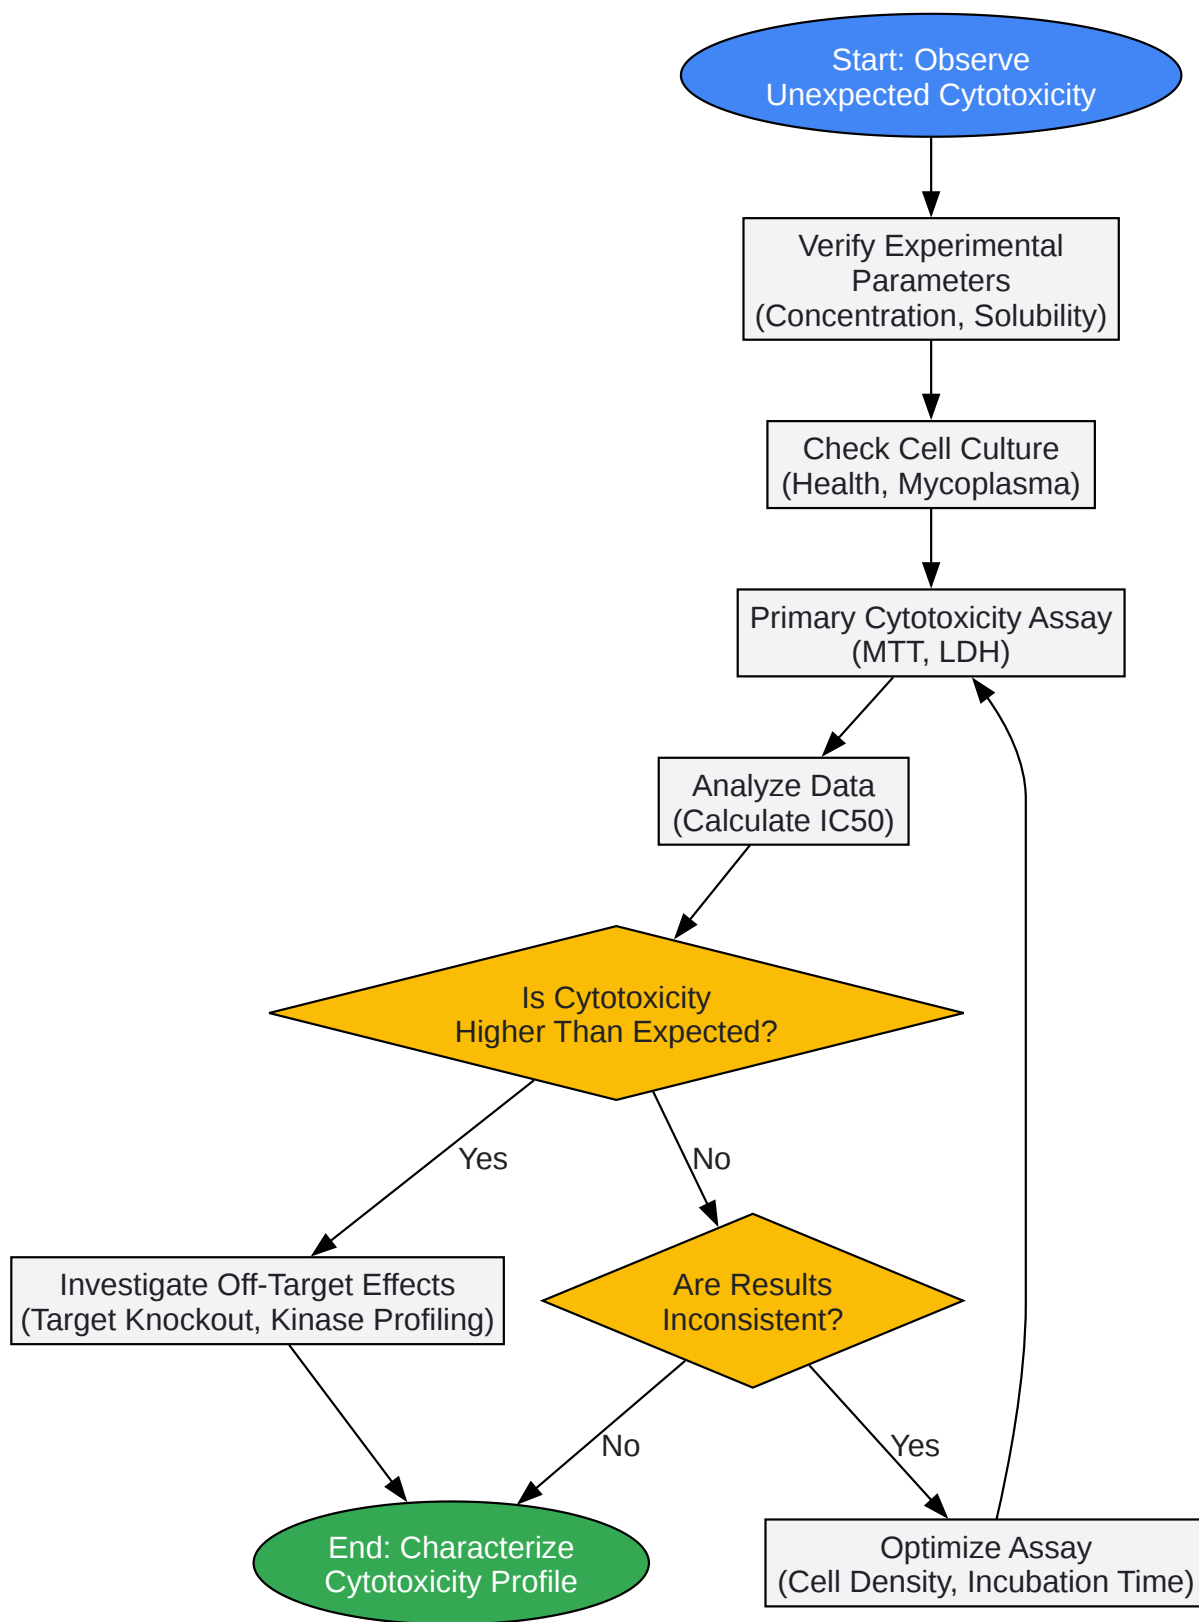 Start: Observe
Unexpected Cytotoxicity
Verify Experimental
Parameters
(Concentration, Solubility)
Check Cell Culture
(Health, Mycoplasma)
Primary Cytotoxicity Assay
(MTT, LDH)
Analyze Data
(Calculate IC50)
Is Cytotoxicity
Higher Than Expected?
Yes
No
Investigate Off-Target Effects
(Target Knockout, Kinase Profiling)
Are Results
Inconsistent?
No
Yes
End: Characterize
Cytotoxicity Profile
Optimize Assay
(Cell Density, Incubation Time)